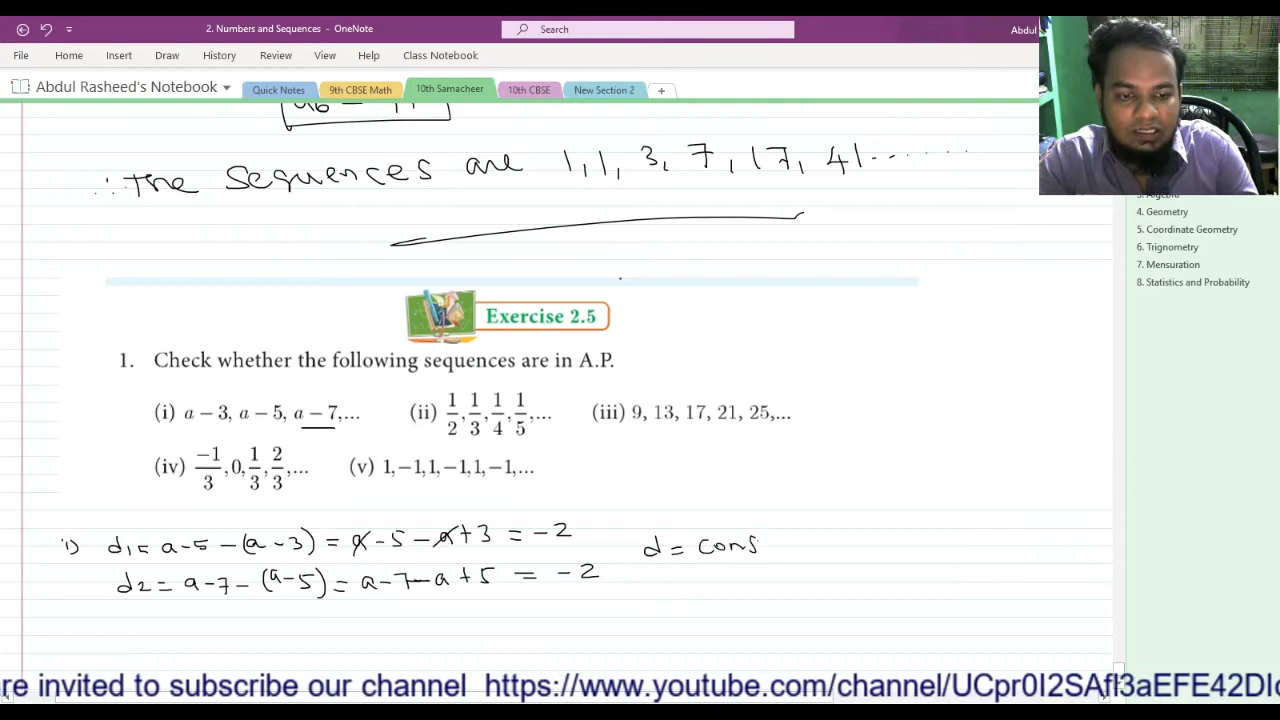 2. Numbers and Sequences - OneNote
Search
Abdul
File Home Insert Draw History Review View Help Class Notebook
Abdul Rasheed's Notebook
Quick Notes 9th CBSE Math 10th Samacheer 10th CBSE New Section 2 +
∴ The Sequences are 1, 1, 3, 7, 17, 41 ........
4. Geometry
5. Coordinate Geometry
6. Trignometry
7. Mensuration
8. Statistics and Probability
Exercise 2.5
1. Check whether the following sequences are in A.P.
(i) a − 3, a − 5, a − 7,... (ii) 1/2, 1/3, 1/4, 1/5,... (iii) 9, 13, 17, 21, 25,...
(iv) −1/3, 0, 1/3, 2/3,... (v) 1, −1, 1, −1, 1, −1,...
i) d1 = a-5 -(a-3) = a-5-a+3 = -2 d = cons
d2 = a-7-(a-5) = a-7-a+5 = -2
re invited to subscribe our channel https://www.youtube.com/channel/UCpr0I2SAfI3aEFE42DI